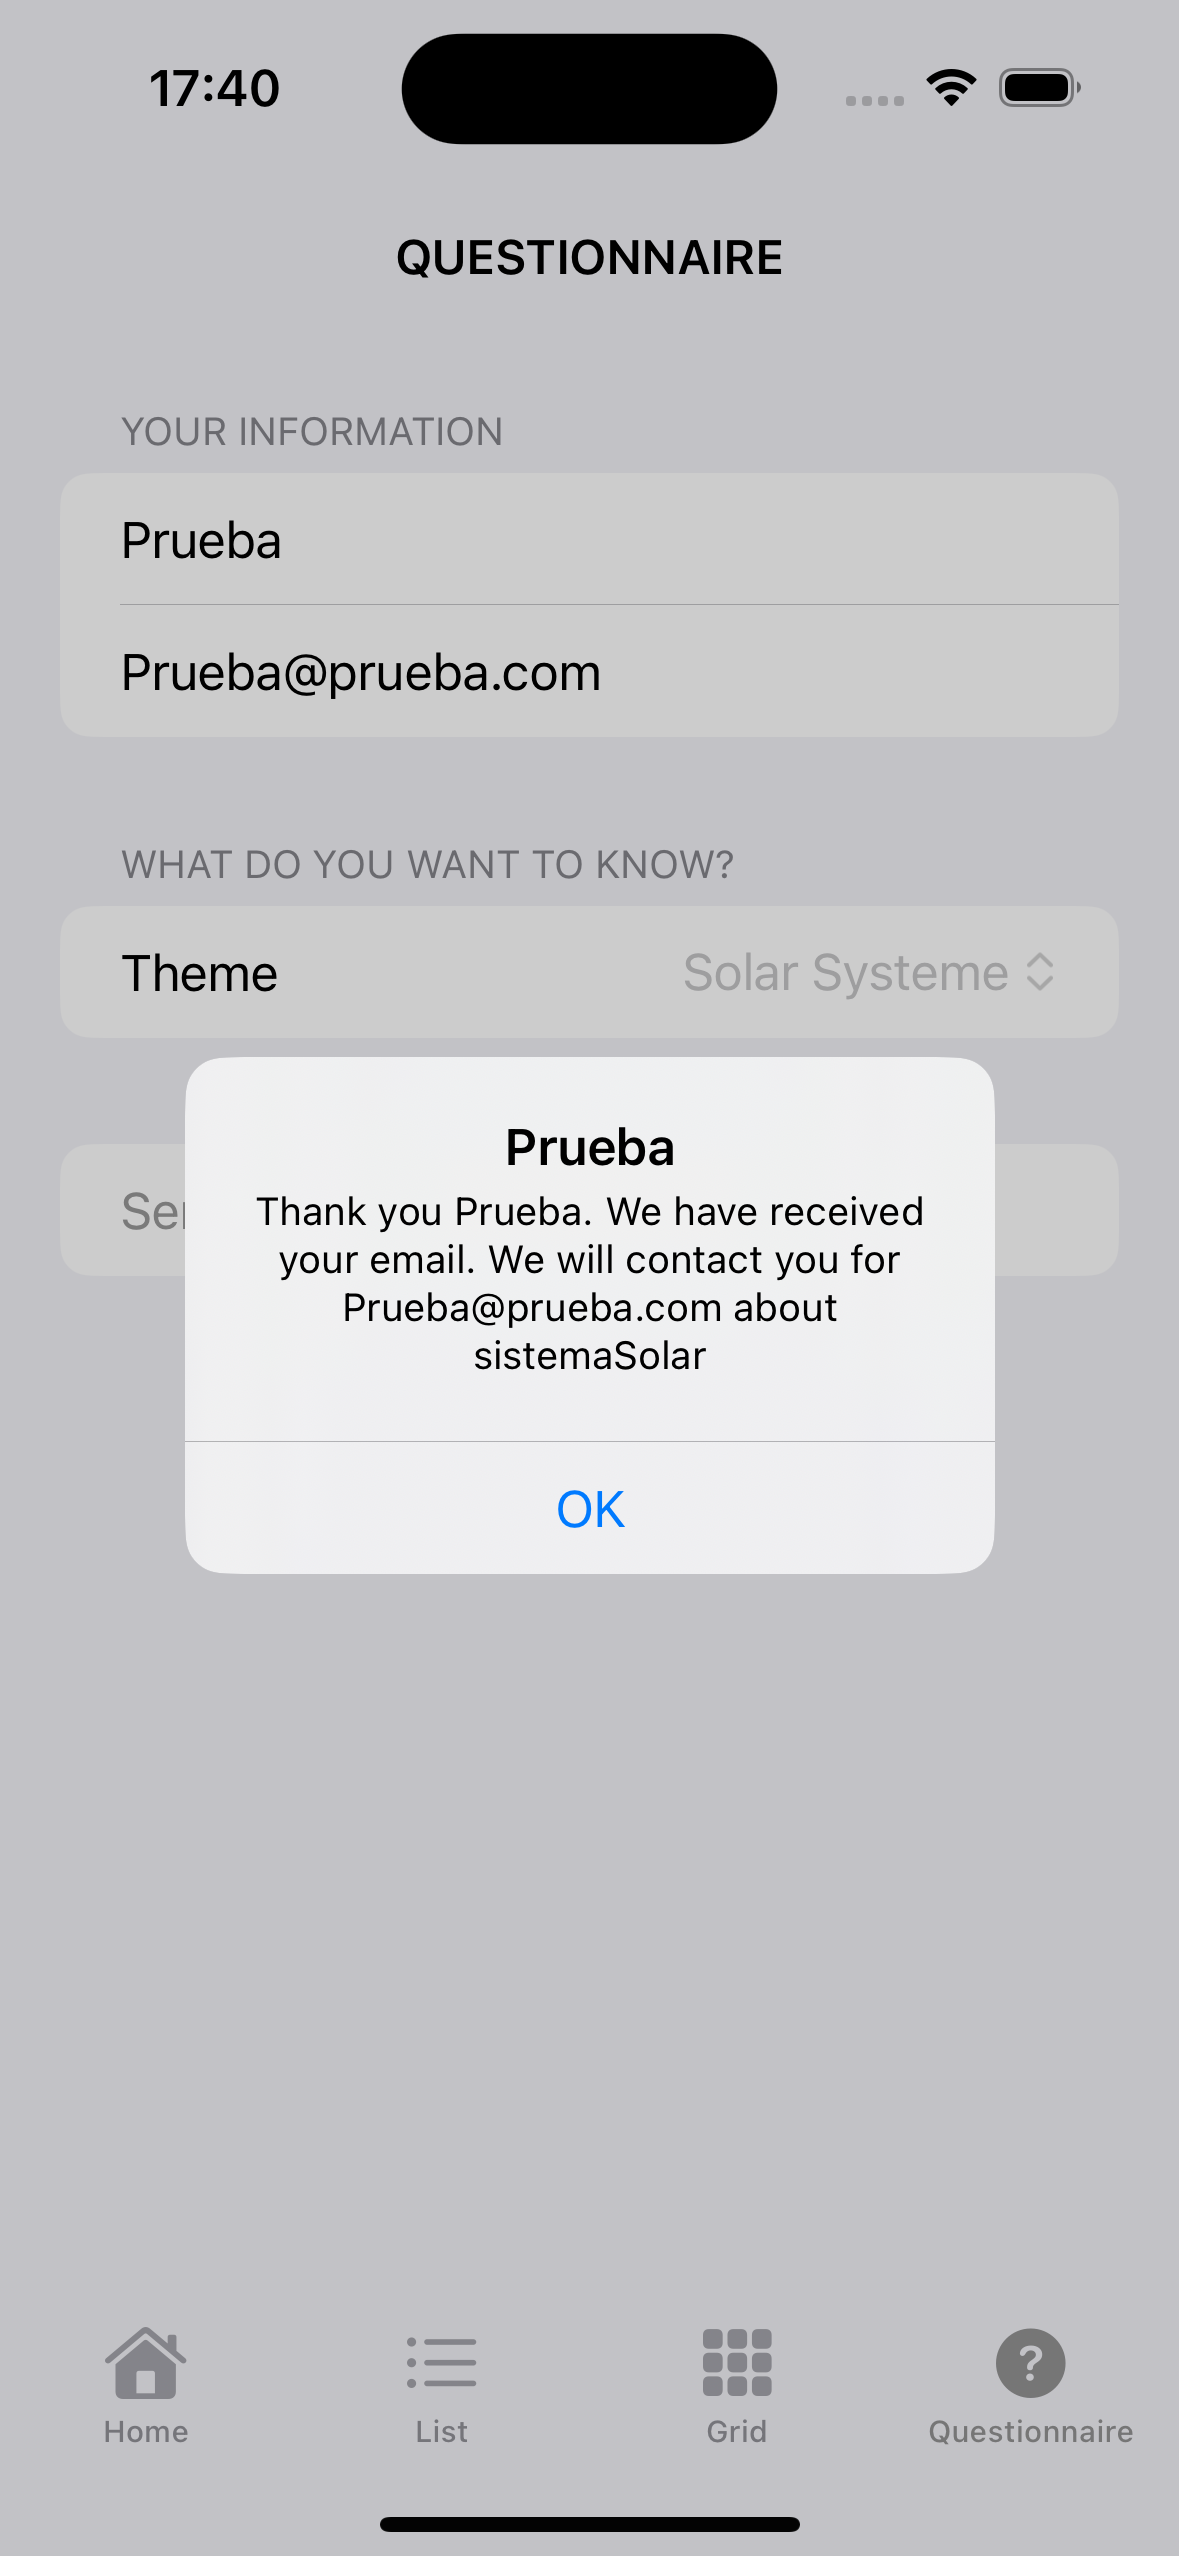 17:40
QUESTIONNAIRE
YOUR INFORMATION
Prueba
Prueba@prueba.com
WHAT DO YOU WANT TO KNOW?
Theme Solar Systeme
Prueba
Thank you Prueba. We have received
your email. We will contact you for
Prueba@prueba.com about
sistemaSolar
OK
Home List Grid Questionnaire